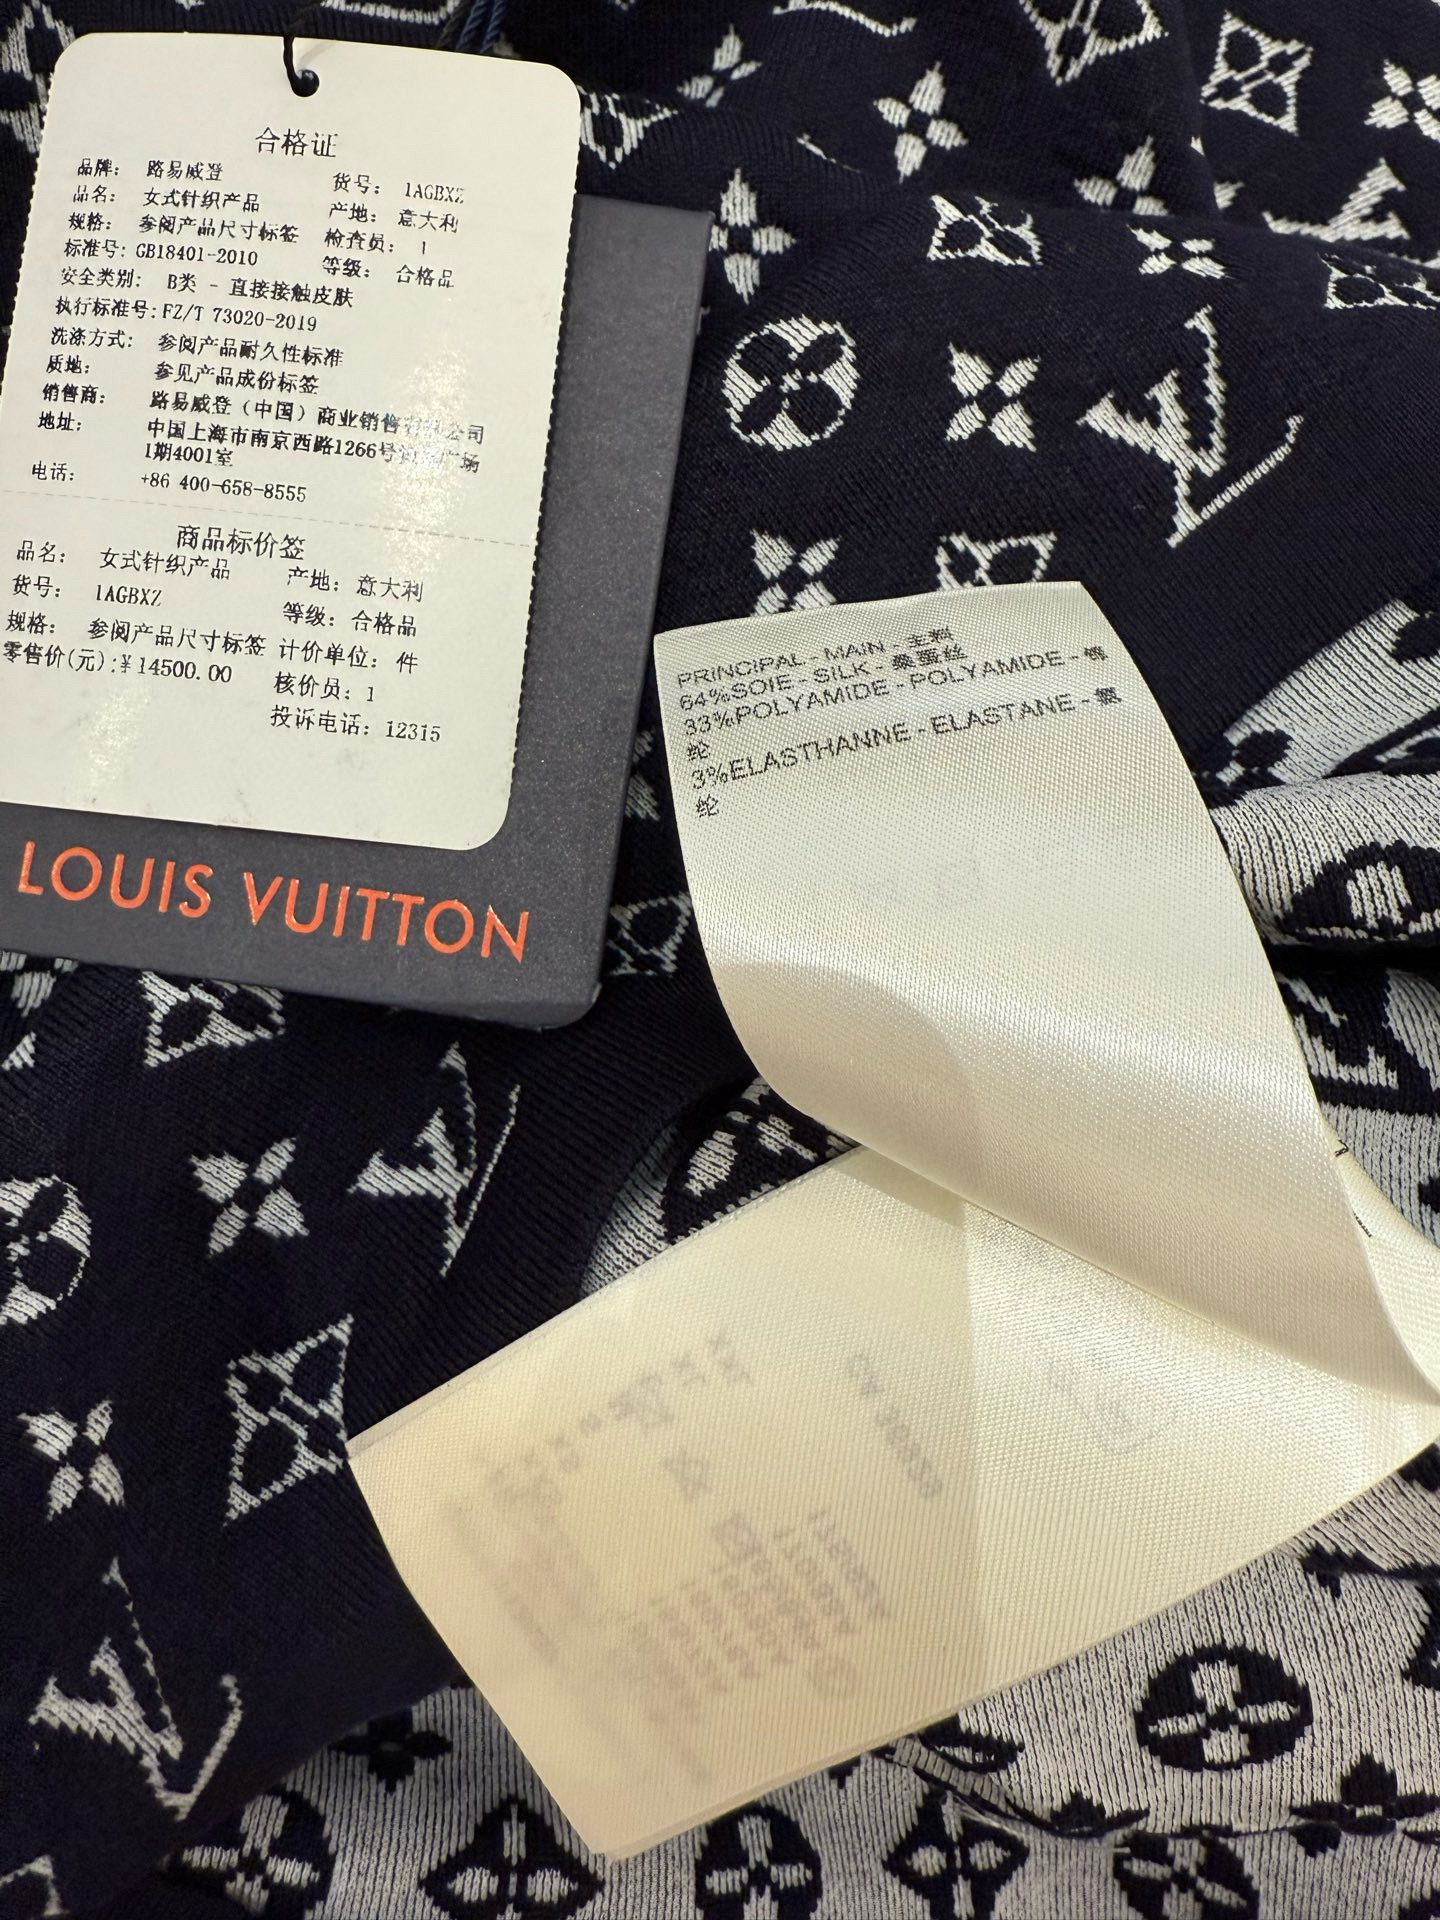 合格证
品牌: 路易威登 货号: 1AGBXZ
品名: 女式针织产品 产地: 意大利
规格: 参阅产品尺寸标签 检查员: 1
标准号: GB18401-2010 等级: 合格品
安全类别: B类 - 直接接触皮肤
执行标准号: FZ/T 73020-2019
洗涤方式: 参阅产品耐久性标准
质地: 参见产品成份标签
销售商: 路易威登（中国）商业销售有限公司
地址: 中国上海市南京西路1266号 广场
1期4001室
电话: +86 400-658-8555
商品标价签
品名: 女式针织产品 产地: 意大利
货号: 1AGBXZ 等级: 合格品
规格: 参阅产品尺寸标签 计价单位: 件
零售价(元):¥14500.00 核价员: 1
投诉电话: 12315
LOUIS VUITTON
PRINCIPAL - MAIN - 主料
64%SOIE - SILK - 桑蚕丝
33%POLYAMIDE - POLYAMIDE - 锦
纶
3%ELASTHANNE - ELASTANE - 氨
纶